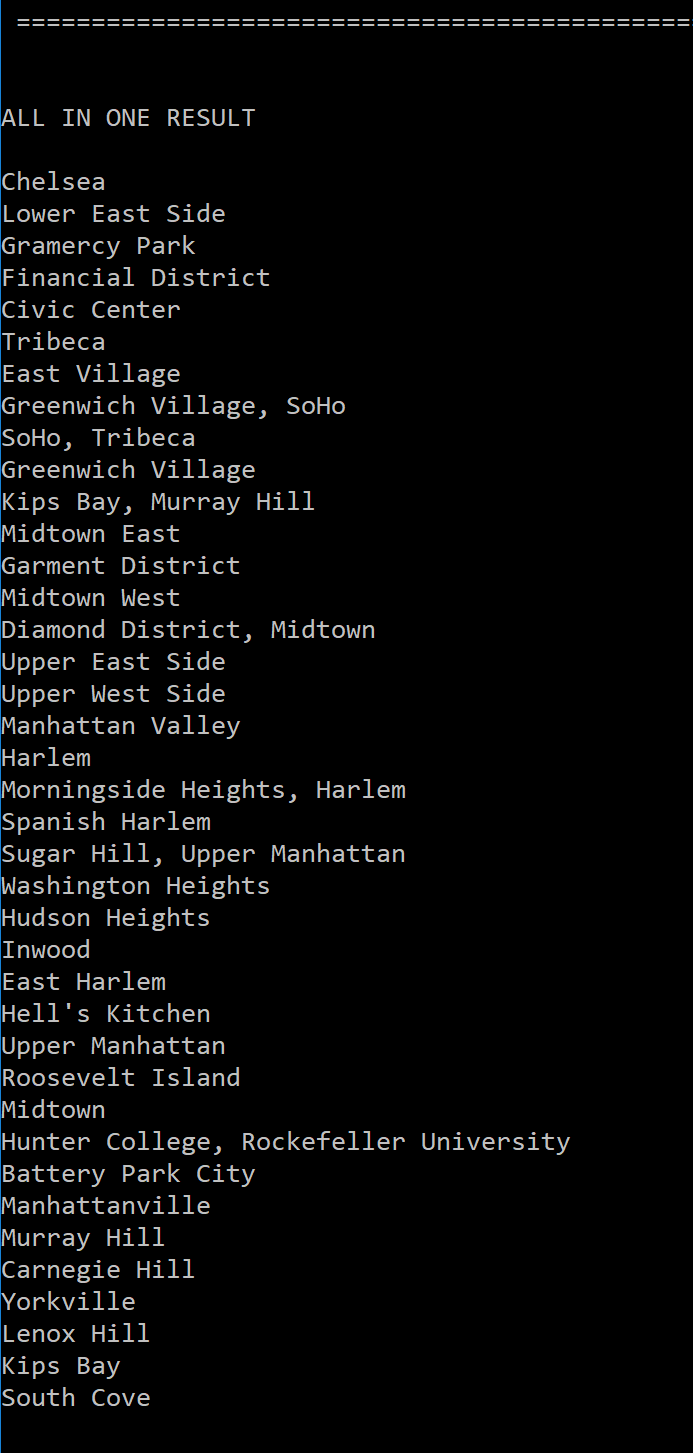 =============================================
ALL IN ONE RESULT
Chelsea
Lower East Side
Gramercy Park
Financial District
Civic Center
Tribeca
East Village
Greenwich Village, SoHo
SoHo, Tribeca
Greenwich Village
Kips Bay, Murray Hill
Midtown East
Garment District
Midtown West
Diamond District, Midtown
Upper East Side
Upper West Side
Manhattan Valley
Harlem
Morningside Heights, Harlem
Spanish Harlem
Sugar Hill, Upper Manhattan
Washington Heights
Hudson Heights
Inwood
East Harlem
Hell's Kitchen
Upper Manhattan
Roosevelt Island
Midtown
Hunter College, Rockefeller University
Battery Park City
Manhattanville
Murray Hill
Carnegie Hill
Yorkville
Lenox Hill
Kips Bay
South Cove